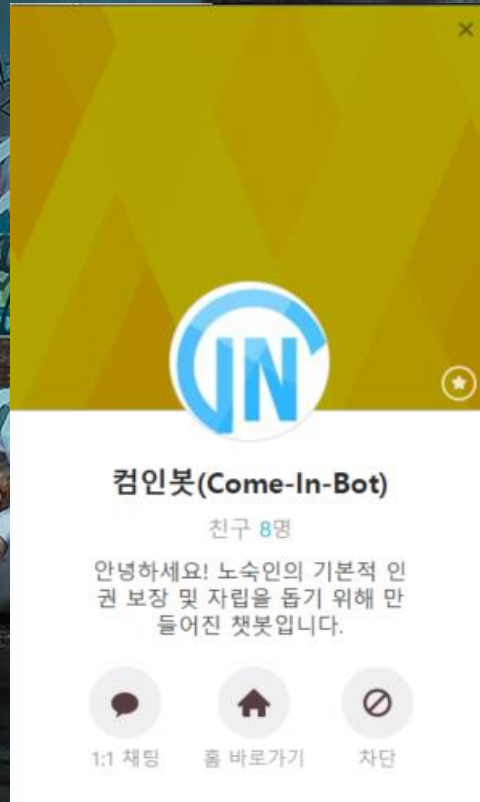 IN
컴인봇(Come-In-Bot)
친구 8명
안녕하세요! 노숙인의 기본적 인
권 보장 및 자립을 돕기 위해 만
들어진 챗봇입니다.
1:1 채팅
홈 바로가기
차단